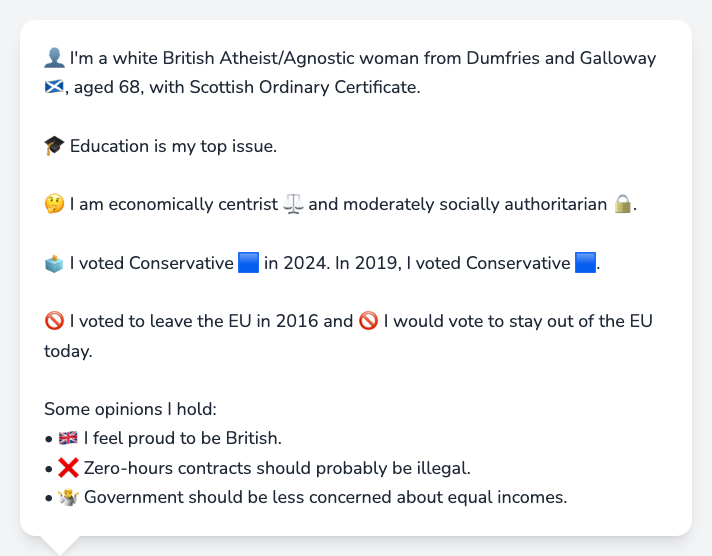 👤 I'm a white British Atheist/Agnostic woman from Dumfries and Galloway
🏴󠁧󠁢󠁳󠁣󠁴󠁿, aged 68, with Scottish Ordinary Certificate.
🎓 Education is my top issue.
🤔 I am economically centrist ⚖️ and moderately socially authoritarian 🔒.
🗳️ I voted Conservative 🟦 in 2024. In 2019, I voted Conservative 🟦.
🚫 I voted to leave the EU in 2016 and 🚫 I would vote to stay out of the EU
today.
Some opinions I hold:
• 🇬🇧 I feel proud to be British.
• ❌ Zero-hours contracts should probably be illegal.
• 🤷 Government should be less concerned about equal incomes.